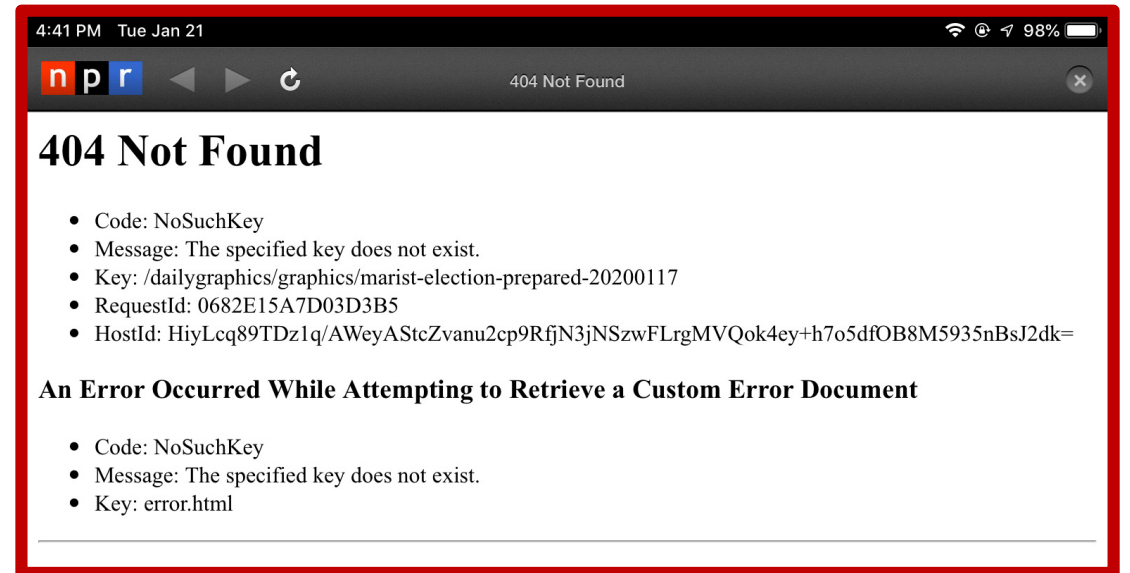 4:41 PM Tue Jan 21 98%
npr 404 Not Found
404 Not Found
Code: NoSuchKey
Message: The specified key does not exist.
Key: /dailygraphics/graphics/marist-election-prepared-20200117
RequestId: 0682E15A7D03D3B5
HostId: HiyLcq89TDz1q/AWeyAStcZvanu2cp9RfjN3jNSzwFLrgMVQok4ey+h7o5dfOB8M5935nBsJ2dk=
An Error Occurred While Attempting to Retrieve a Custom Error Document
Code: NoSuchKey
Message: The specified key does not exist.
Key: error.html